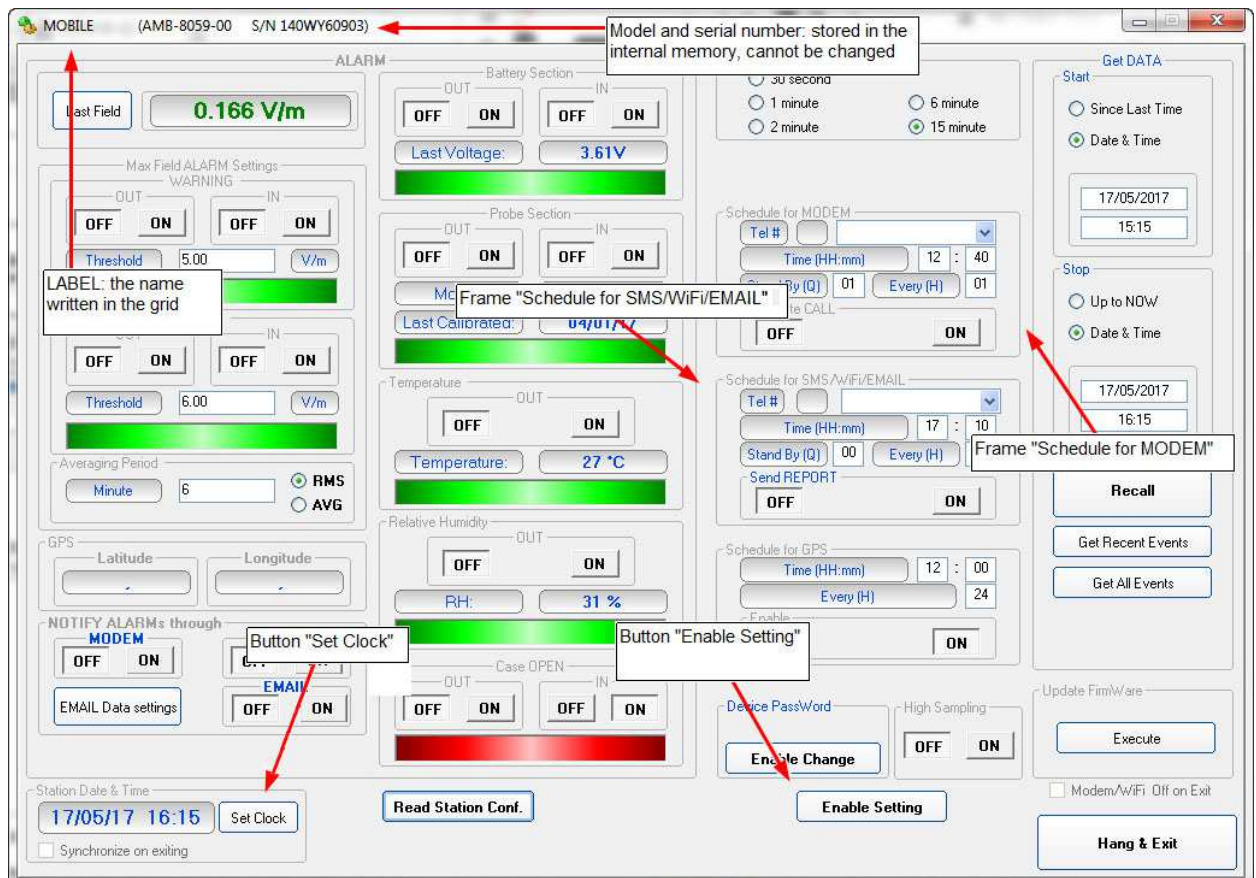 MOBILE (AMB-8059-00 S/N 140WY60903)
Model and serial number: stored in the
internal memory, cannot be changed
ALARM
Last Field 0.166 V/m
Max Field ALARM Settings
WARNING
OUT IN
OFF ON OFF ON
Threshold 5.00 V/m
LABEL: the name
written in the grid
IN
OFF ON OFF ON
Threshold 6.00 V/m
Averaging Period
Minute 6 RMS
AVG
GPS
Latitude Longitude
NOTIFY ALARMs through
MODEM
OFF ON
Button "Set Clock"
EMAIL
EMAIL Data settings OFF ON
Station Date & Time
17/05/17 16:15 Set Clock
Synchronize on exiting
Battery Section
OUT IN
OFF ON OFF ON
Last Voltage: 3.61V
Probe Section
OUT IN
OFF ON OFF ON
Frame "Schedule for SMS/WiFi/EMAIL"
Last Calibrated: 04/01/17
Temperature
OUT
OFF ON
Temperature: 27 °C
Relative Humidity
OUT
OFF ON
RH: 31 %
Case OPEN
OUT IN
OFF ON OFF ON
Read Station Conf.
30 second
1 minute 6 minute
2 minute 15 minute
Schedule for MODEM
Tel #
Time (HH:mm) 12 : 40
Stand By (Q) 01 Every (H) 01
CALL
OFF ON
Schedule for SMS/WiFi/EMAIL
Tel #
Time (HH:mm) 17 : 10
Stand By (Q) 00 Every (H)
Frame "Schedule for MODEM"
Send REPORT
OFF ON
Schedule for GPS
Time (HH:mm) 12 : 00
Every (H) 24
Enable
ON
Button "Enable Setting"
Device PassWord
Enable Change
High Sampling
OFF ON
Enable Setting
Get DATA
Start
Since Last Time
Date & Time
17/05/2017
15:15
Stop
Up to NOW
Date & Time
17/05/2017
16:15
Recall
Get Recent Events
Get All Events
Update FirmWare
Execute
Modem/WiFi Off on Exit
Hang & Exit